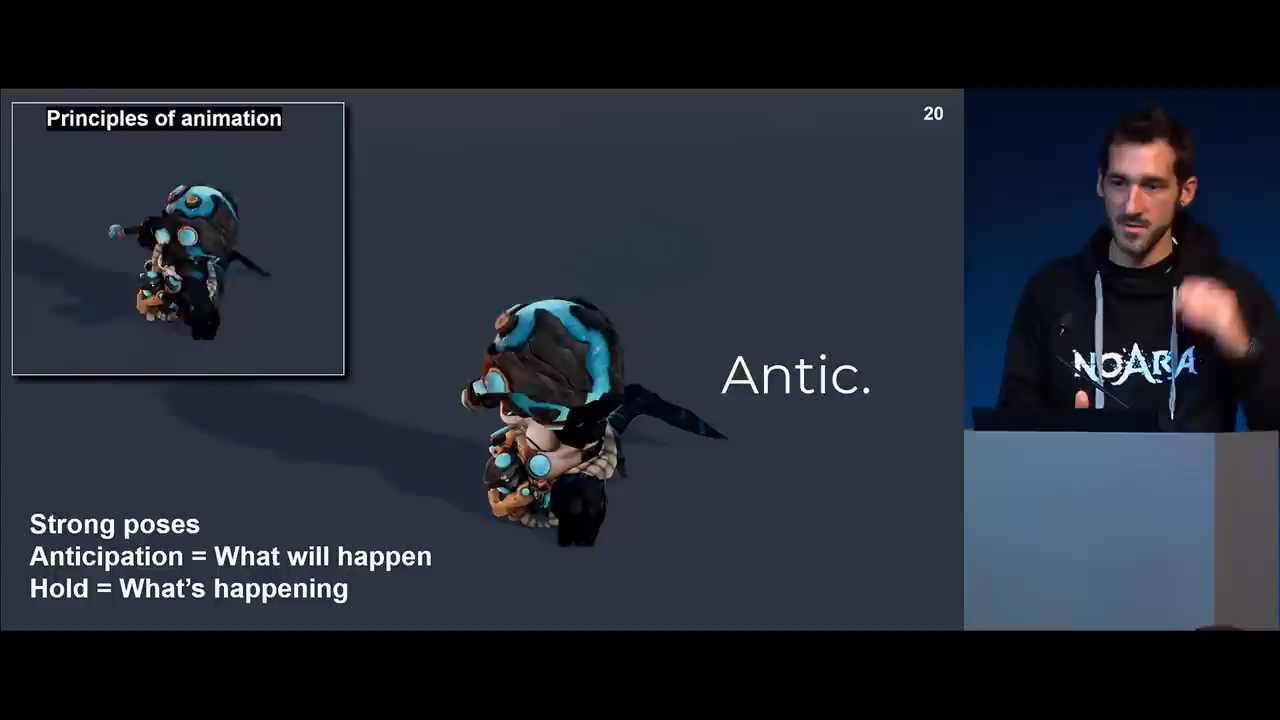 Principles of animation
20
Antic.
Strong poses
Anticipation = What will happen
Hold = What's happening
NOARA